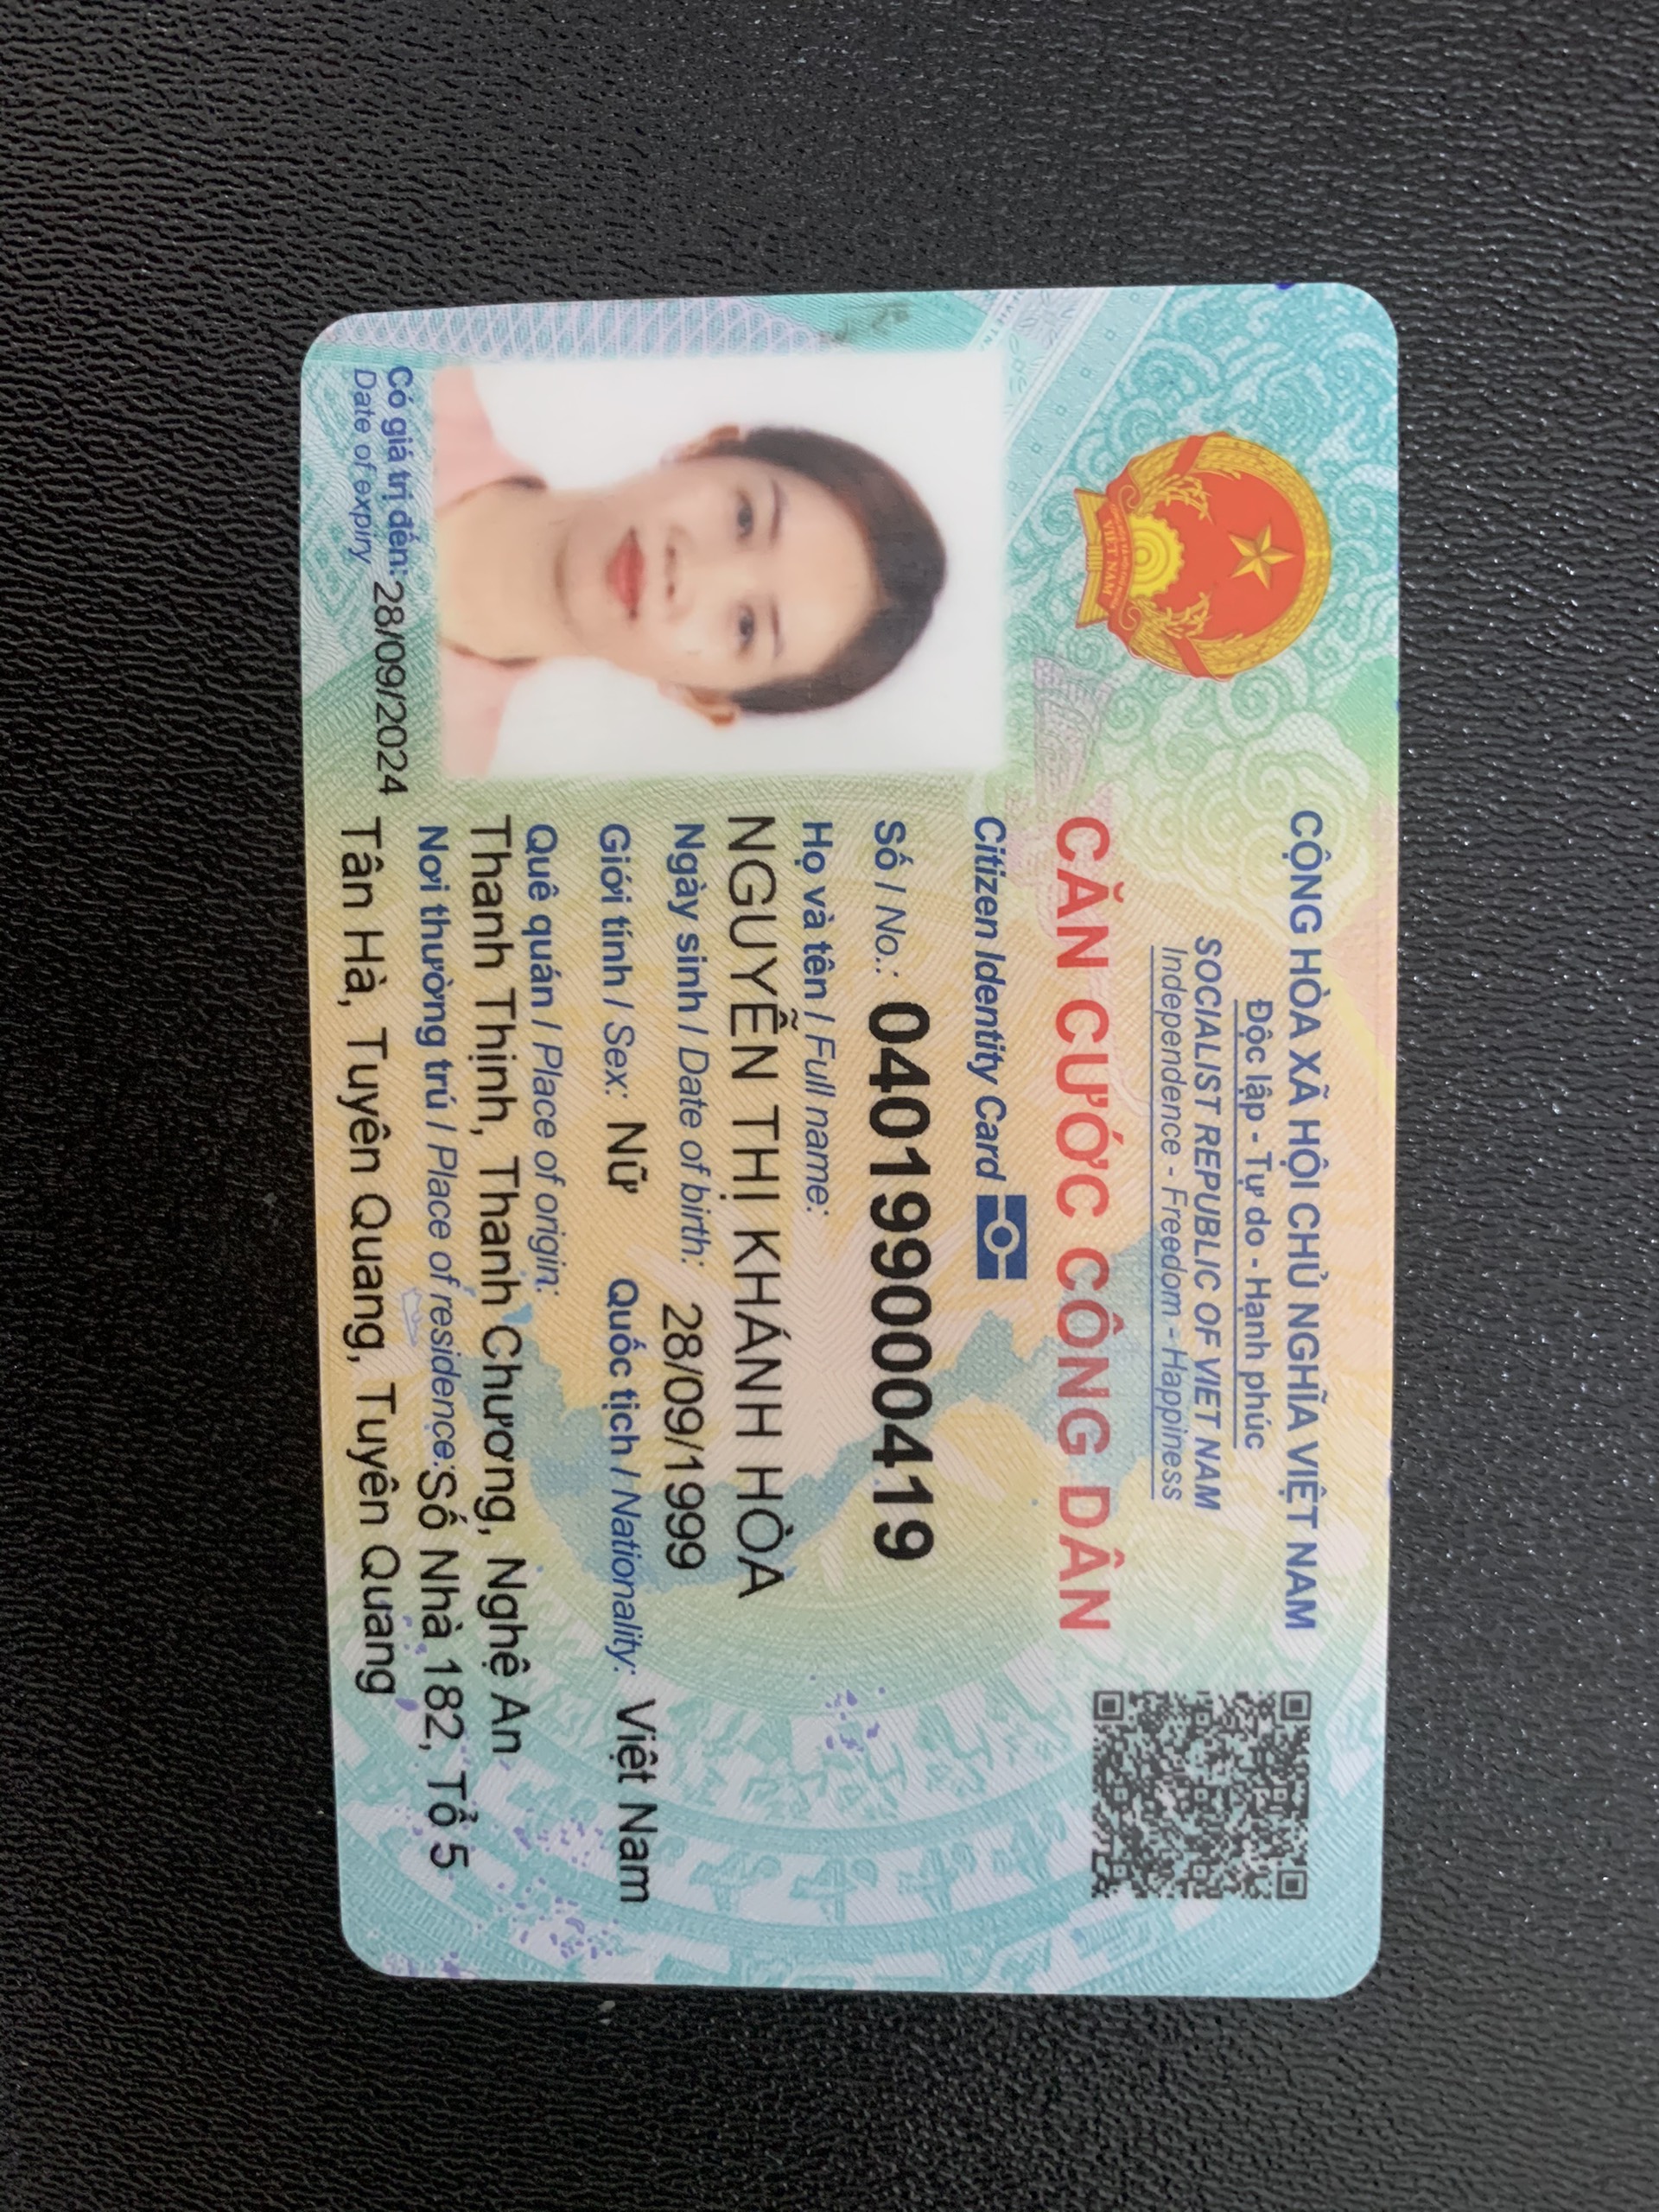 CỘNG HÒA XÃ HỘI CHỦ NGHĨA VIỆT NAM
Độc lập - Tự do - Hạnh phúc
SOCIALIST REPUBLIC OF VIET NAM
Independence - Freedom - Happiness
VIỆT NAM
CĂN CƯỚC CÔNG DÂN
Citizen Identity Card
Số / No.: 040199000419
Họ và tên / Full name:
NGUYỄN THỊ KHÁNH HÒA
Ngày sinh / Date of birth: 28/09/1999
Giới tính / Sex: Nữ Quốc tịch / Nationality: Việt Nam
Quê quán / Place of origin:
Thanh Thịnh, Thanh Chương, Nghệ An
Nơi thường trú / Place of residence: Số Nhà 182, Tổ 5
Tân Hà, Tuyên Quang, Tuyên Quang
Có giá trị đến: 28/09/2024
Date of expiry